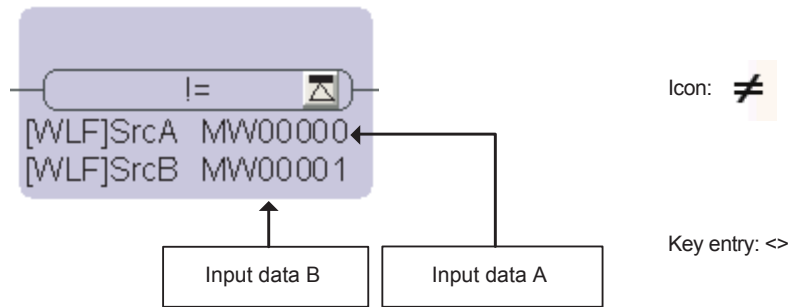 !=
[WLF]SrcA MW00000
[WLF]SrcB MW00001
Input data B
Input data A
Icon: ≠
Key entry: <>